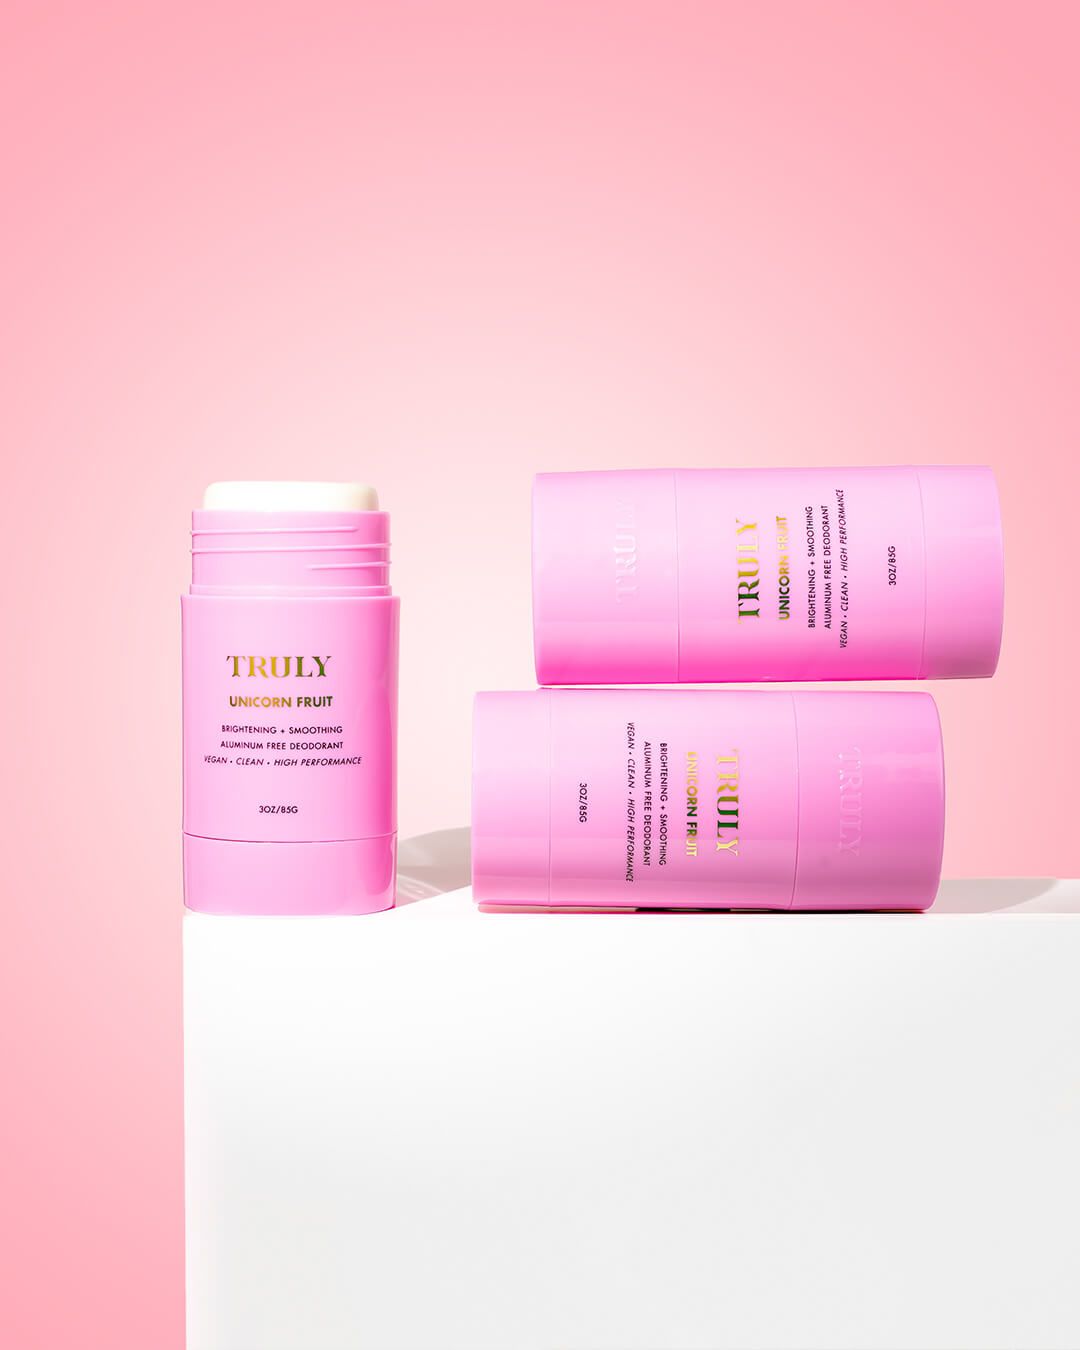 TRULY
UNICORN FRUIT
BRIGHTENING + SMOOTHING
ALUMINUM FREE DEODORANT
VEGAN • CLEAN • HIGH PERFORMANCE
3OZ/85G
TRULY
TRULY
UNICORN FRUIT
BRIGHTENING + SMOOTHING
ALUMINUM FREE DEODORANT
VEGAN • CLEAN • HIGH PERFORMANCE
3OZ/85G
TRULY
TRULY
UNICORN FRUIT
BRIGHTENING + SMOOTHING
ALUMINUM FREE DEODORANT
VEGAN • CLEAN • HIGH PERFORMANCE
3OZ/85G